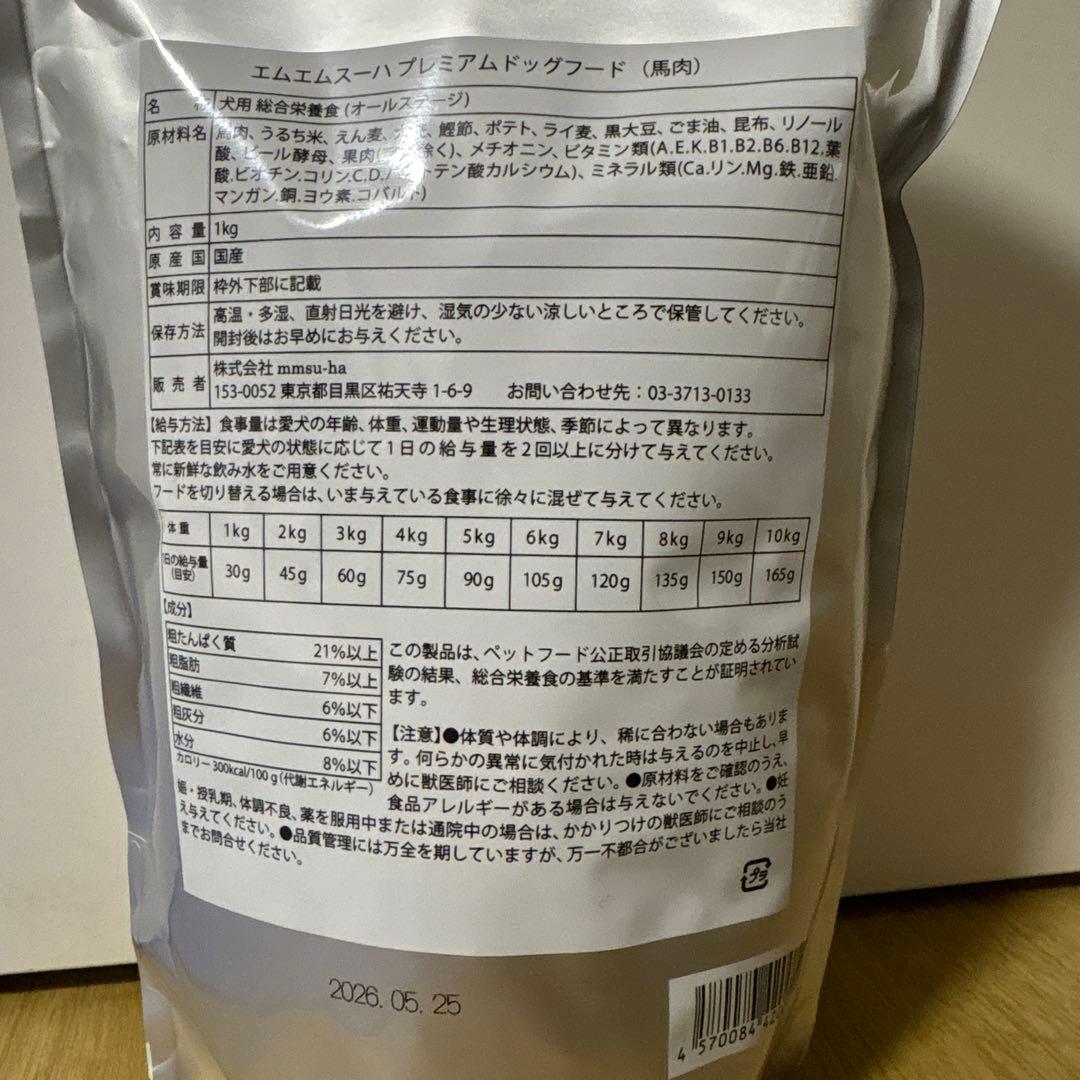 エムエムスーハ プレミアムドッグフード （馬肉）
名 称 犬用 総合栄養食 (オールステージ)
原材料名 馬肉、うるち米、えん麦、 鰹節、ポテト、ライ麦、黒大豆、ごま油、昆布、リノール
酸、ビール酵母、果肉( 除く)、メチオニン、ビタミン類(A.E.K.B1.B2.B6.B12.葉
酸.ビオチン.コリン.C.D. トテン酸カルシウム)、ミネラル類(Ca.リン.Mg.鉄.亜鉛.
マンガン.銅.ヨウ素.コバルト)
内 容 量 1kg
原 産 国 国産
賞味期限 枠外下部に記載
保存方法 高温・多湿、直射日光を避け、湿気の少ない涼しいところで保管してください。
開封後はお早めにお与えください。
販 売 者 株式会社 mmsu-ha
153-0052 東京都目黒区祐天寺 1-6-9 お問い合わせ先：03-3713-0133
【給与方法】食事量は愛犬の年齢、体重、運動量や生理状態、季節によって異なります。
下記表を目安に愛犬の状態に応じて１日の給与量を２回以上に分けて与えてください。
常に新鮮な飲み水をご用意ください。
フードを切り替える場合は、いま与えている食事に徐々に混ぜて与えてください。
体重 1kg 2kg 3kg 4kg 5kg 6kg 7kg 8kg 9kg 10kg
日の給与量（目安） 30g 45g 60g 75g 90g 105g 120g 135g 150g 165g
【成分】
粗たんぱく質 21%以上
粗脂肪 7%以上
粗繊維 6%以下
粗灰分 6%以下
水分 8%以下
カロリー 300kcal/100ｇ(代謝エネルギー)
この製品は、ペットフード公正取引協議会の定める分析試
験の結果、総合栄養食の基準を満たすことが証明されてい
ます。
【注意】●体質や体調により、稀に合わない場合もありま
す。何らかの異常に気付かれた時は与えるのを中止し、早
めに獣医師にご相談ください。●原材料をご確認のうえ、
食品アレルギーがある場合は与えないでください。●妊
娠・授乳期、体調不良、薬を服用中または通院中の場合は、かかりつけの獣医師にご相談のう
え与えてください。●品質管理には万全を期していますが、万一不都合がございましたら当社
までお問合せください。
プラ
2026.05.25
4 570084